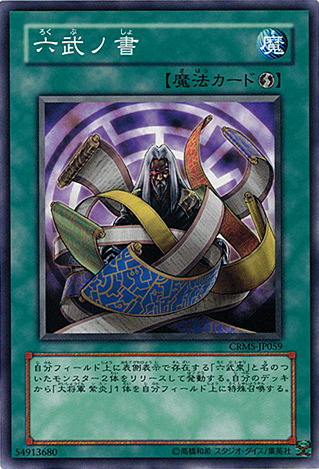 六武ノ書
ろく ぶ しょ
魔
【魔法カード】
まほう
CRMS-JP059
自分フィールド上に表側表示で存在する「六武衆」と名のつ
いたモンスター2体をリリースして発動する。自分のデッキ
から「大将軍 紫炎」1体を自分フィールド上に特殊召喚する。
54913680
©高橋和希 スタジオ・ダイス/集英社